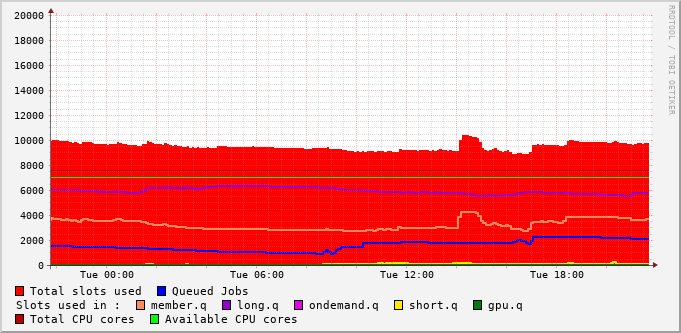 RRDTOOL / TOBI OETIKER
20000
18000
16000
14000
12000
10000
8000
6000
4000
2000
0
Tue 00:00 Tue 06:00 Tue 12:00 Tue 18:00
Total slots used Queued Jobs
Slots used in : member.q long.q ondemand.q short.q gpu.q
Total CPU cores Available CPU cores